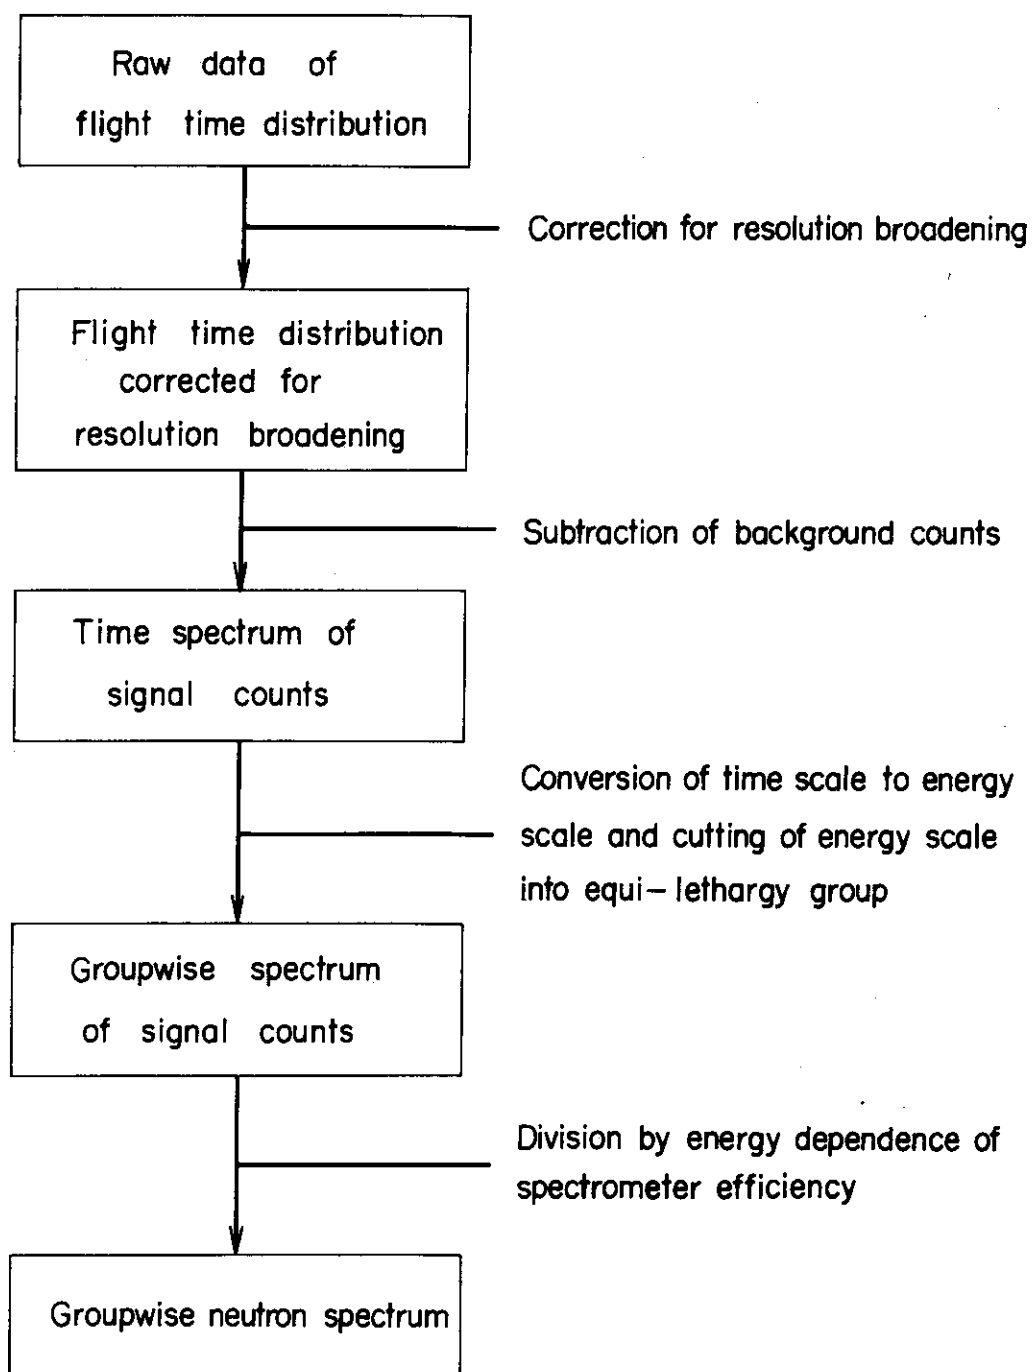 Raw data of
flight time distribution
Correction for resolution broadening
Flight time distribution
corrected for
resolution broadening
Subtraction of background counts
Time spectrum of
signal counts
Conversion of time scale to energy
scale and cutting of energy scale
into equi-lethargy group
Groupwise spectrum
of signal counts
Division by energy dependence of
spectrometer efficiency
Groupwise neutron spectrum